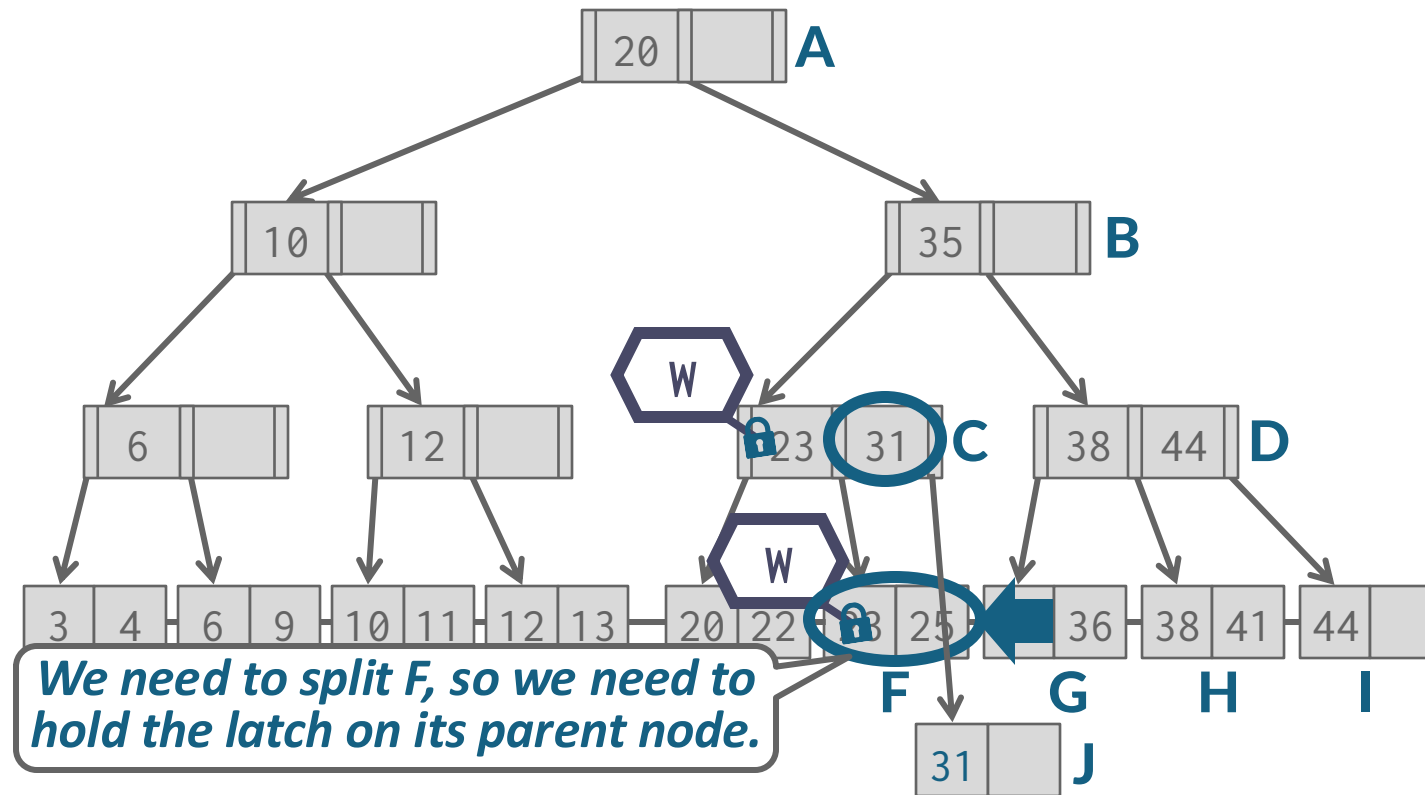 20 A
10 35 B
W
6 12 23 31 C 38 44 D
W
3 4 6 9 10 11 12 13 20 22 23 25 36 38 41 44
We need to split F, so we need to
hold the latch on its parent node.
F G H I
31 J